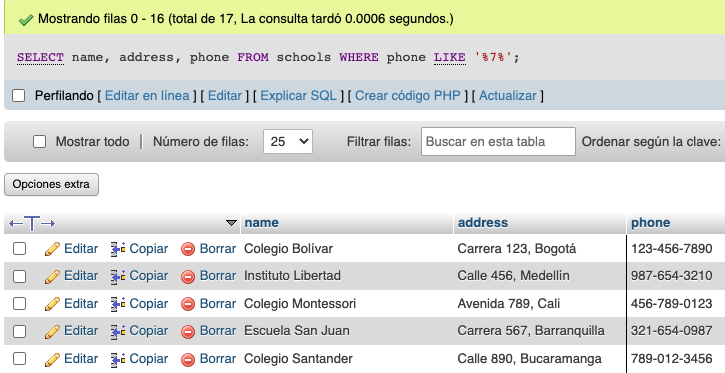 Mostrando filas 0 - 16 (total de 17, La consulta tardó 0.0006 segundos.)
SELECT name, address, phone FROM schools WHERE phone LIKE '%7%';
Perfilando [ Editar en línea ] [ Editar ] [ Explicar SQL ] [ Crear código PHP ] [ Actualizar ]
Mostrar todo | Número de filas: 25 Filtrar filas: Buscar en esta tabla Ordenar según la clave:
Opciones extra
←T→ name address phone
Editar Copiar Borrar Colegio Bolívar Carrera 123, Bogotá 123-456-7890
Editar Copiar Borrar Instituto Libertad Calle 456, Medellín 987-654-3210
Editar Copiar Borrar Colegio Montessori Avenida 789, Cali 456-789-0123
Editar Copiar Borrar Escuela San Juan Carrera 567, Barranquilla 321-654-0987
Editar Copiar Borrar Colegio Santander Calle 890, Bucaramanga 789-012-3456